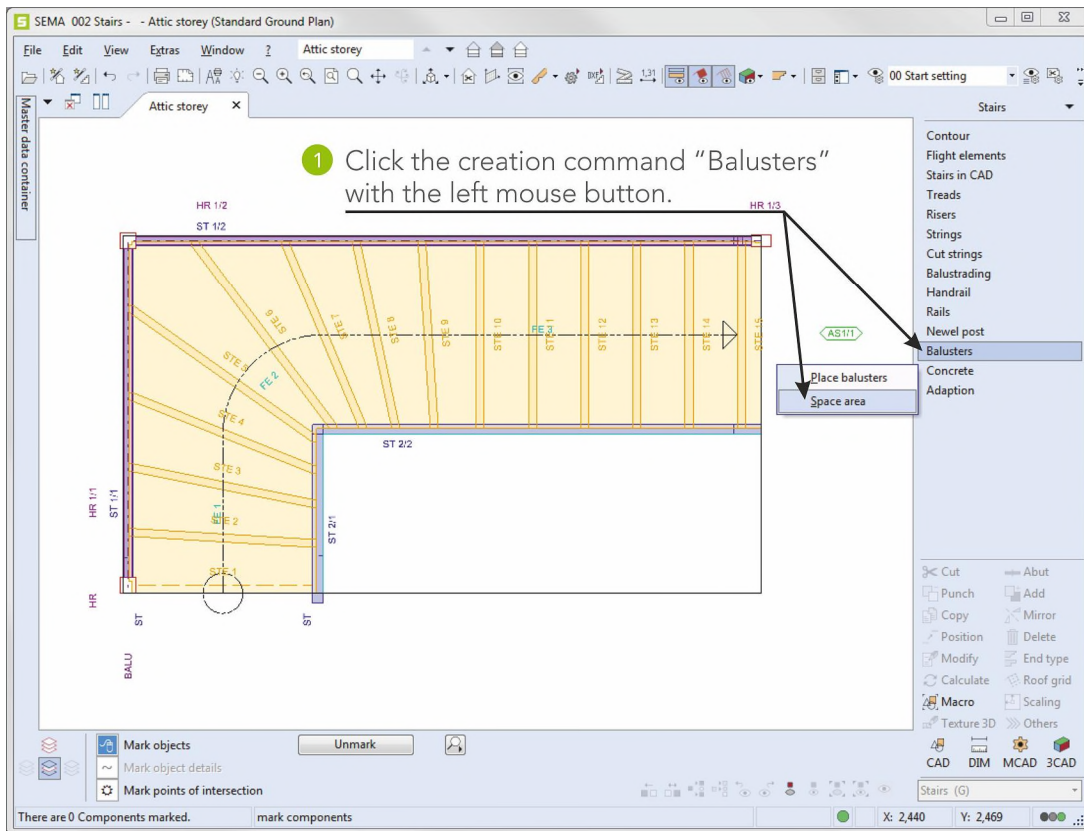 SEMA 002 Stairs - - Attic storey (Standard Ground Plan)
File Edit View Extras Window ? Attic storey
1,31 DXF 00 Start setting
Master data container
Attic storey
Stairs
1 Click the creation command “Balusters”
with the left mouse button.
HR 1/2
HR 1/3
ST 1/2
Contour
Flight elements
Stairs in CAD
Treads
Risers
Strings
Cut strings
Balustrading
Handrail
Rails
Newel post
Balusters
Concrete
Adaption
Place balusters
Space area
AS1/1
STE 6
STE 7
STE 8
STE 9
STE 10
STE 11
STE 12
STE 13
STE 14
STE 15
FE 3
STE 5
FE 2
STE 4
STE 3
STE 2
FE 1
STE 1
ST 2/2
ST 2/1
HR 1/1
ST 1/1
HR
ST
ST
BALU
Cut Abut
Punch Add
Copy Mirror
Position Delete
Modify End type
Calculate Roof grid
Macro Scaling
Texture 3D Others
CAD DIM MCAD 3CAD
Mark objects Unmark
Mark object details
Mark points of intersection
Stairs (G)
There are 0 Components marked. mark components X: 2,440 Y: 2,469